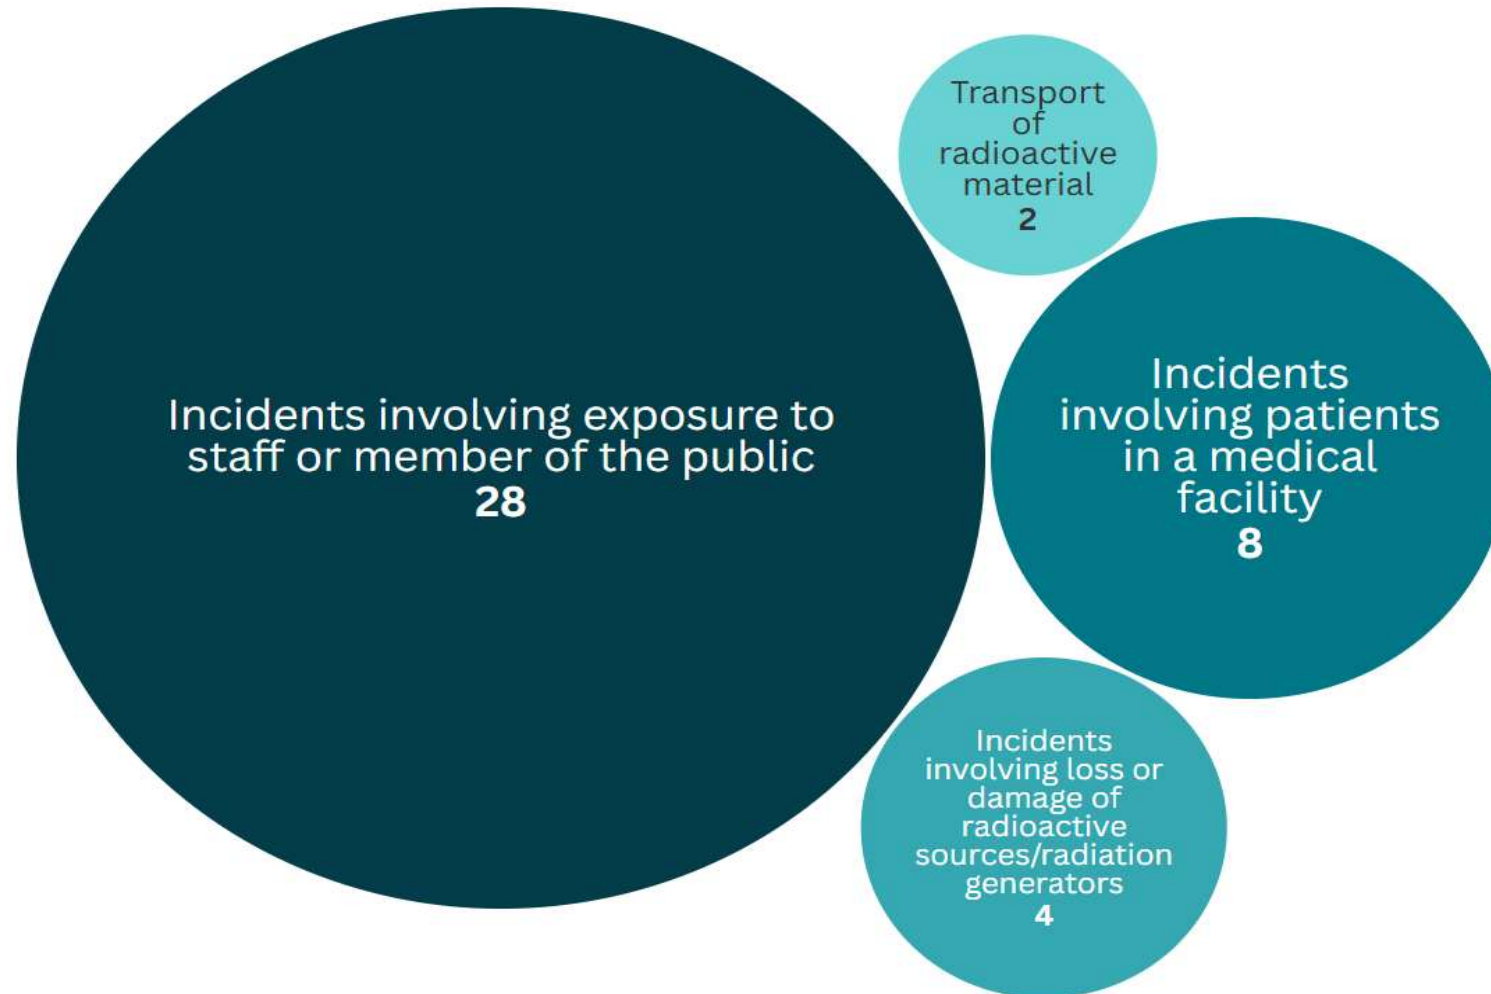 Incidents involving exposure to
staff or member of the public
28
Transport
of
radioactive
material
2
Incidents
involving patients
in a medical
facility
8
Incidents
involving loss or
damage of
radioactive
sources/radiation
generators
4